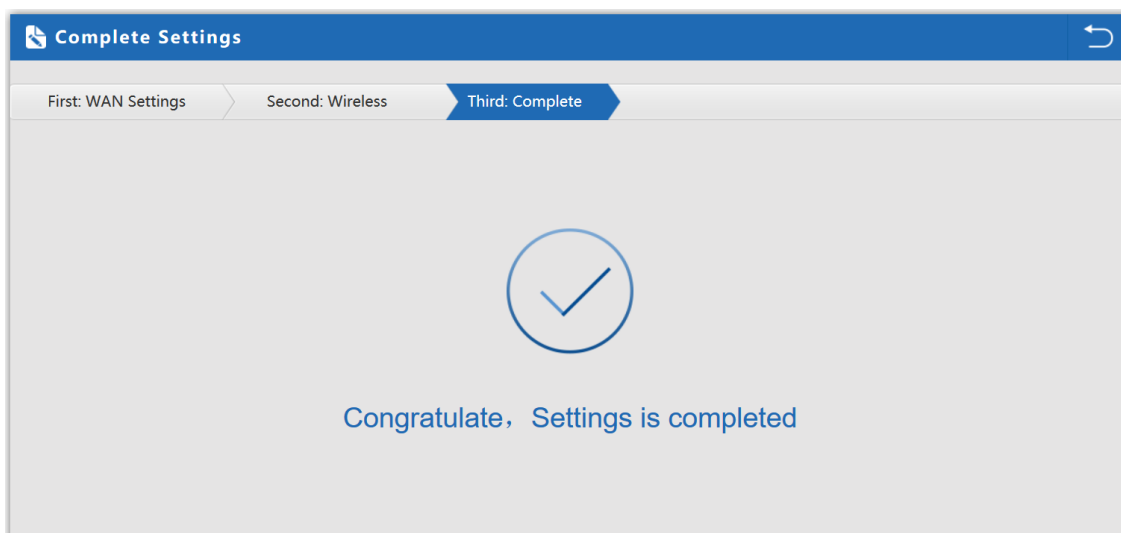 Complete Settings
First: WAN Settings Second: Wireless Third: Complete
Congratulate，Settings is completed